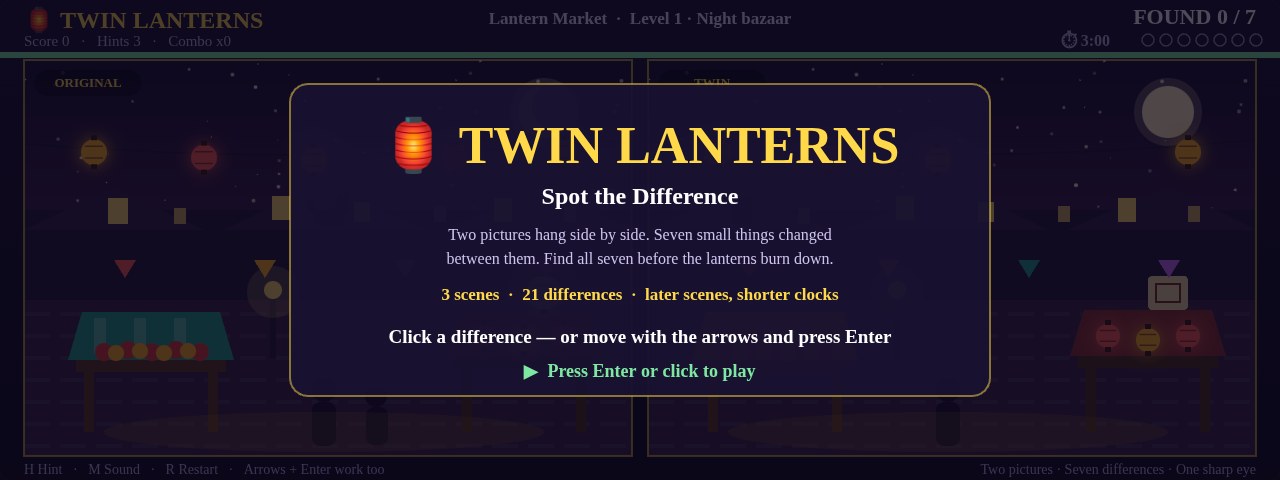 TWIN LANTERNS
Lantern Market · Level 1 · Night bazaar
FOUND 0 / 7
Score 0 · Hints 3 · Combo x0
3:00
ORIGINAL
TWIN
TWIN LANTERNS
Spot the Difference
Two pictures hang side by side. Seven small things changed
between them. Find all seven before the lanterns burn down.
3 scenes · 21 differences · later scenes, shorter clocks
Click a difference — or move with the arrows and press Enter
▶ Press Enter or click to play
H Hint · M Sound · R Restart · Arrows + Enter work too
Two pictures · Seven differences · One sharp eye